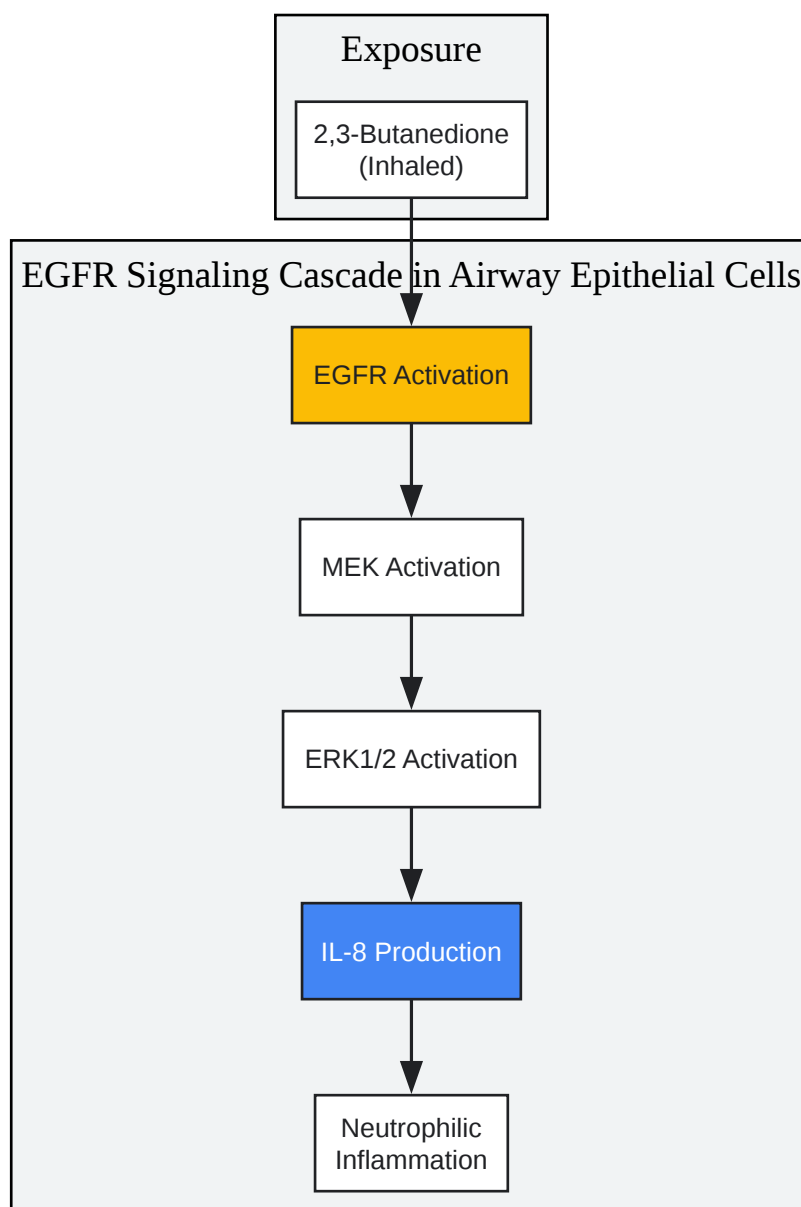 Exposure
2,3-Butanedione
(Inhaled)
EGFR Signaling Cascade in Airway Epithelial Cells
EGFR Activation
MEK Activation
ERK1/2 Activation
IL-8 Production
Neutrophilic
Inflammation